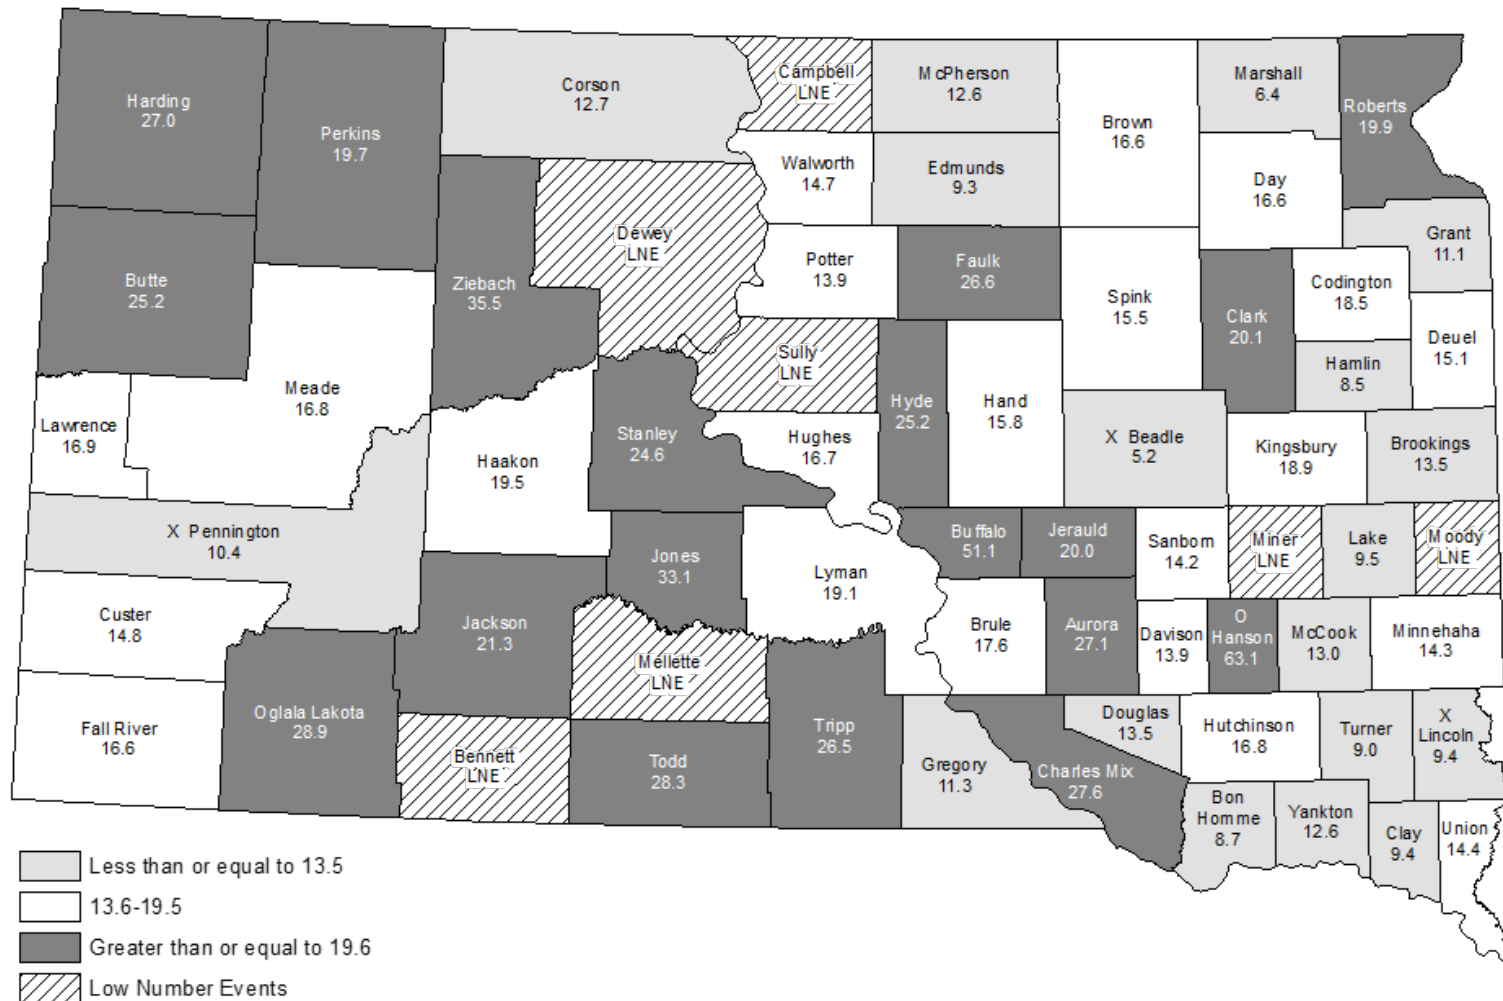 Harding
27.0
Perkins
19.7
Corson
12.7
Campbell
LNE
McPherson
12.6
Brown
16.6
Marshall
6.4
Roberts
19.9
Walworth
14.7
Edmunds
9.3
Day
16.6
Grant
11.1
Butte
25.2
Ziebach
35.5
Dewey
LNE
Potter
13.9
Faulk
26.6
Spink
15.5
Clark
20.1
Codington
18.5
Deuel
15.1
Hamlin
8.5
Meade
16.8
Sully
LNE
Hyde
25.2
Hand
15.8
Lawrence
16.9
Haakon
19.5
Stanley
24.6
Hughes
16.7
X Beadle
5.2
Kingsbury
18.9
Brookings
13.5
X Pennington
10.4
Jones
33.1
Lyman
19.1
Buffalo
51.1
Jerauld
20.0
Sanborn
14.2
Miner
LNE
Lake
9.5
Moody
LNE
Custer
14.8
Jackson
21.3
Mellette
LNE
Brule
17.6
Aurora
27.1
Davison
13.9
O
Hanson
63.1
McCook
13.0
Minnehaha
14.3
Fall River
16.6
Oglala Lakota
28.9
Bennett
LNE
Todd
28.3
Tripp
26.5
Gregory
11.3
Charles Mix
27.6
Douglas
13.5
Hutchinson
16.8
Turner
9.0
X
Lincoln
9.4
Bon
Homme
8.7
Yankton
12.6
Clay
9.4
Union
14.4
Less than or equal to 13.5
13.6-19.5
Greater than or equal to 19.6
Low Number Events